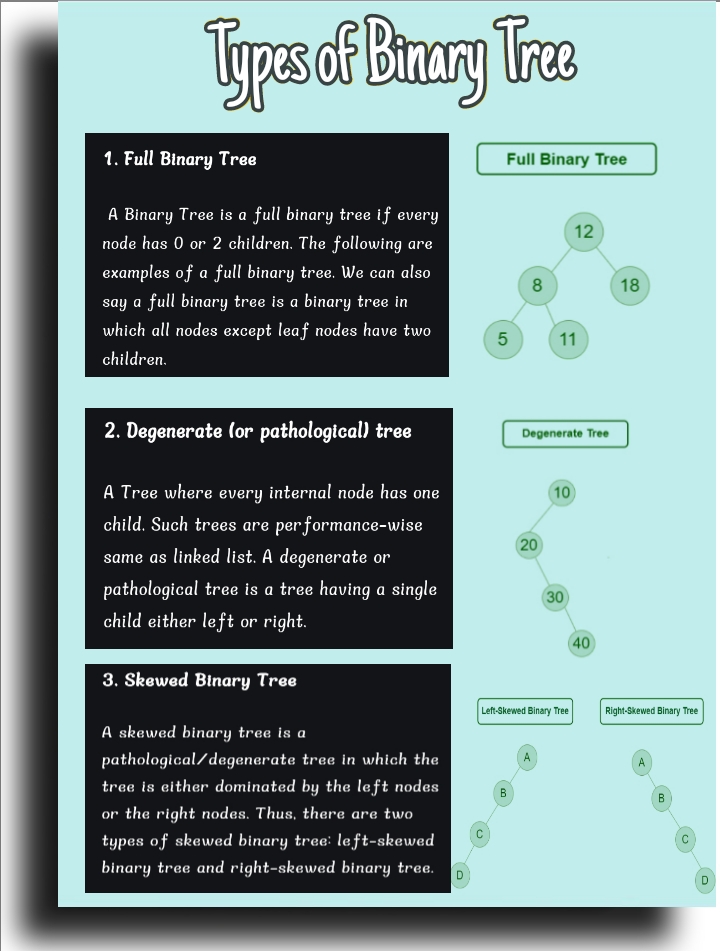 Types of Binary Tree
1. Full Binary Tree
A Binary Tree is a full binary tree if every
node has 0 or 2 children. The following are
examples of a full binary tree. We can also
say a full binary tree is a binary tree in
which all nodes except leaf nodes have two
children.
Full Binary Tree
12
8
18
5
11
2. Degenerate (or pathological) tree
A Tree where every internal node has one
child. Such trees are performance-wise
same as linked list. A degenerate or
pathological tree is a tree having a single
child either left or right.
Degenerate Tree
10
20
30
40
3. Skewed Binary Tree
A skewed binary tree is a
pathological/degenerate tree in which the
tree is either dominated by the left nodes
or the right nodes. Thus, there are two
types of skewed binary tree: left-skewed
binary tree and right-skewed binary tree.
Left-Skewed Binary Tree
A
B
C
D
Right-Skewed Binary Tree
A
B
C
D